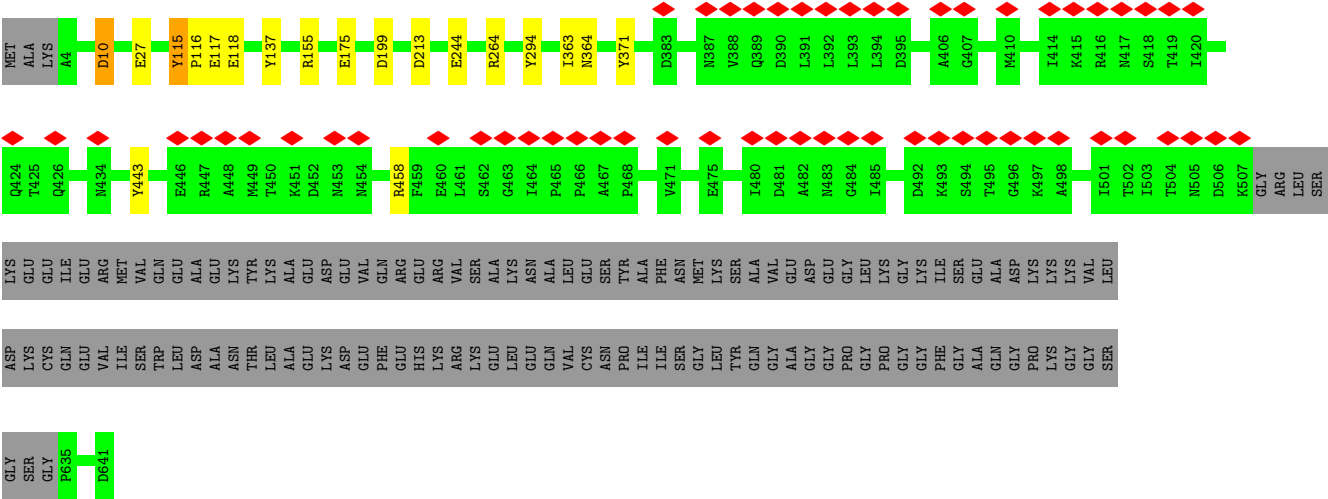 MET ALA LYS A4 D10 E27 Y115 P116 E117 E118 Y137 R155 E175 D199 D213 E244 R264 Y294 I363 N364 Y371 D383 N387 V388 Q389 D390 L391 L392 L393 L394 D395 A406 G407 M410 I414 K415 R416 N417 S418 T419 I420
Q424 T425 Q426 N434 Y443 E446 R447 A448 M449 T450 K451 D452 N453 N454 R458 F459 E460 L461 S462 G463 I464 P465 P466 A467 P468 V471 E475 I480 D481 A482 N483 G484 I485 D492 K493 S494 T495 G496 K497 A498 I501 T502 I503 T504 N505 D506 K507 GLY ARG LEU SER
LYS GLU GLU ILE GLU ARG MET VAL GLN GLU ALA GLU LYS TYR LYS ALA GLU ASP GLU VAL GLN ARG GLU ARG VAL SER ALA LYS ASN ALA LEU GLU SER TYR ALA PHE ASN MET LYS SER ALA VAL GLU ASP GLU GLY LEU LYS GLY LYS ILE SER GLU ALA ASP LYS LYS LYS VAL LEU
ASP LYS CYS GLN GLU VAL ILE SER TRP LEU ASP ALA ASN THR LEU ALA GLU LYS ASP GLU PHE GLU HIS LYS ARG LYS GLU LEU GLU GLN VAL CYS ASN PRO ILE ILE SER GLY LEU TYR GLN GLY ALA GLY GLY PRO GLY PRO GLY GLY PHE GLY ALA GLN GLY PRO LYS GLY GLY SER
GLY SER GLY P635 D641